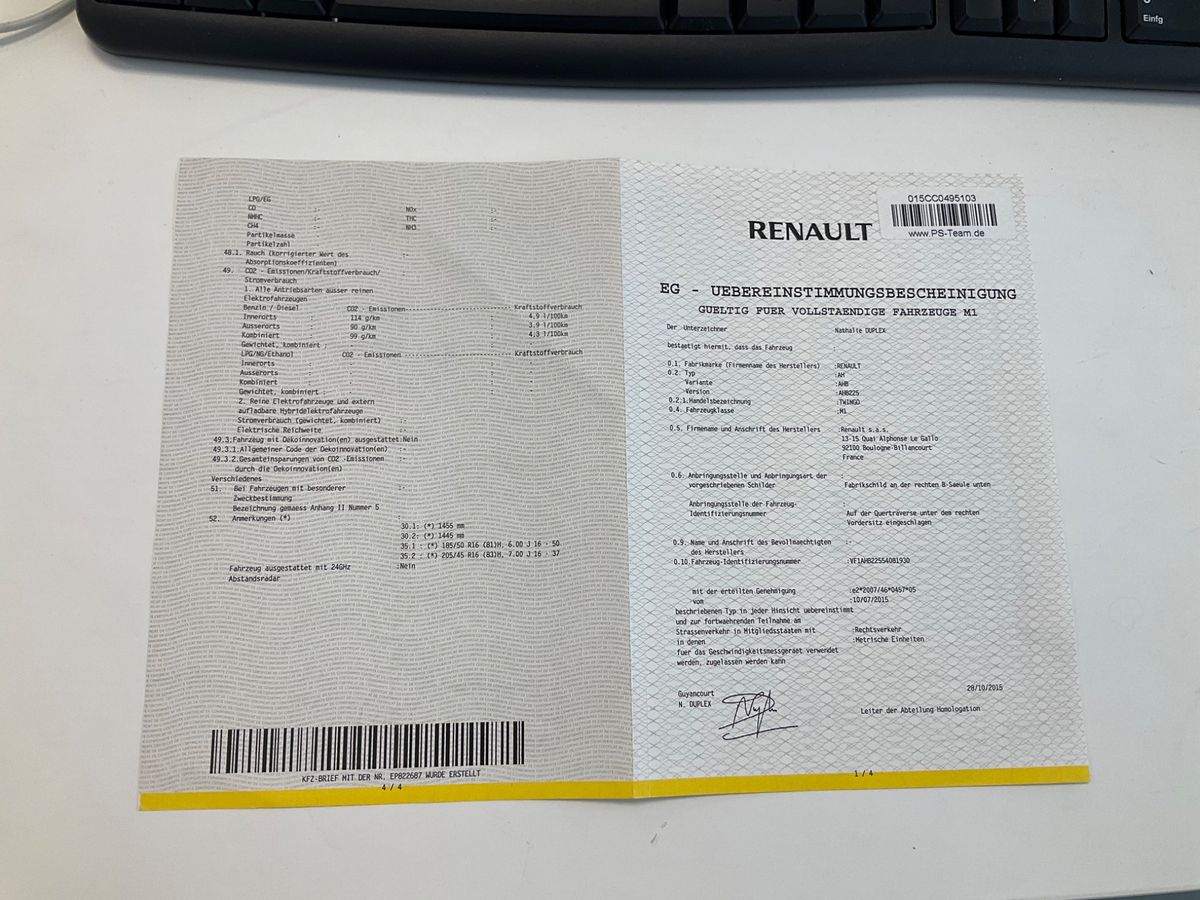 Einfg
LPG/EG
CO :- NOx :-
NMHC :- THC :-
CH4 :- NH3 :-
Partikelmasse
Partikelzahl
48.1. Rauch (korrigierter Wert des :-
Absorptionskoeffizienten)
49. CO2 - Emissionen/Kraftstoffverbrauch/ :
Stromverbrauch
1. Alle Antriebsarten ausser reinen
Elektrofahrzeugen
Benzin / Diesel CO2 - Emissionen Kraftstoffverbrauch
Innerorts : 114 g/km : 4,9 l/100km
Ausserorts : 90 g/km : 3,9 l/100km
Kombiniert : 99 g/km : 4,3 l/100km
Gewichtet, kombiniert :
LPG/NG/Ethanol CO2 - Emissionen Kraftstoffverbrauch
Innerorts :
Ausserorts :
Kombiniert :
Gewichtet, kombiniert :
2. Reine Elektrofahrzeuge und extern
aufladbare Hybridelektrofahrzeuge
Stromverbrauch (gewichtet, kombiniert) :-
Elektrische Reichweite :-
49.3.Fahrzeug mit Oekoinnovation(en) ausgestattet:Nein
49.3.1.Allgemeiner Code der Oekoinnovation(en) :-
49.3.2.Gesamteinsparungen von CO2 -Emissionen :-
durch die Oekoinnovation(en)
Verschiedenes
51. Bei Fahrzeugen mit besonderer :-
Zweckbestimmung
Bezeichnung gemaess Anhang II Nummer 5
52. Anmerkungen (*) :
30.1: (*) 1455 mm
30.2: (*) 1445 mm
35.1 : (*) 185/50 R16 (81)H, 6.00 J 16 - 50
35.2 : (*) 205/45 R16 (83)H, 7.00 J 16 - 37
Fahrzeug ausgestattet mit 24GHz :Nein
Abstandsradar
KFZ-BRIEF MIT DER NR. EP822687 WURDE ERSTELLT
4 / 4
015CC0495103
www.PS-Team.de
RENAULT
EG - UEBEREINSTIMMUNGSBESCHEINIGUNG
GUELTIG FUER VOLLSTAENDIGE FAHRZEUGE M1
Der Unterzeichner Nathalie DUPLEX
bestaetigt hiermit, dass das Fahrzeug :
0.1. Fabrikmarke (Firmenname des Herstellers) :RENAULT
0.2. Typ :AH
Variante :AHB
Version :AHB225
0.2.1.Handelsbezeichnung :TWINGO
0.4. Fahrzeugklasse :M1
0.5. Firmenname und Anschrift des Herstellers :Renault s.a.s.
13-15 Quai Alphonse Le Gallo
92100 Boulogne-Billancourt
France
0.6. Anbringungsstelle und Anbringungsart der
vorgeschriebenen Schilder Fabrikschild an der rechten B-Saeule unten
Anbringungsstelle der Fahrzeug-
Identifizierungsnummer Auf der Querträverse unter dem rechten
Vordersitz eingeschlagen
0.9. Name und Anschrift des Bevollmaechtigten :-
des Herstellers
0.10.Fahrzeug-Identifizierungsnummer :VF1AHB22554081930
mit der erteilten Genehmigung :e2*2007/46*0457*05
vom :10/07/2015
beschriebenen Typ in jeder Hinsicht uebereinstimmt
und zur fortwaehrenden Teilnahme am
Strassenverkehr in Mitgliedsstaaten mit :Rechtsverkehr
in denen :Metrische Einheiten
fuer das Geschwindigkeitsmessgeraet verwendet
werden, zugelassen werden kann
Guyancourt 28/10/2015
N. DUPLEX Leiter der Abteilung Homologation
1 / 4